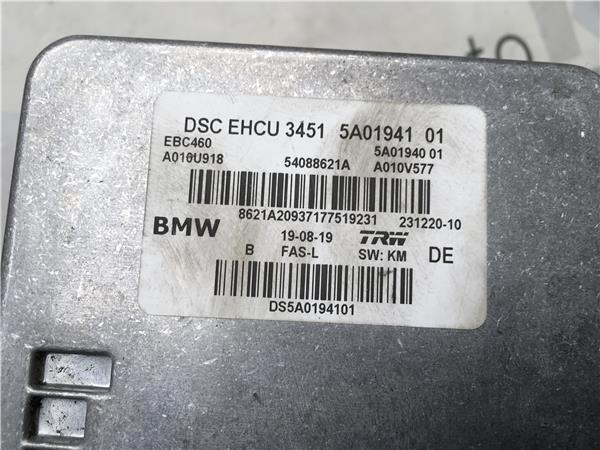 DSC EHCU 3451 5A01941 01
EBC460 5A01940 01
A010U918 54088621A A010V577
8621A20937177519231 231220-10
BMW 19-08-19 TRW DE
B FAS-L SW: KM
DS5A0194101